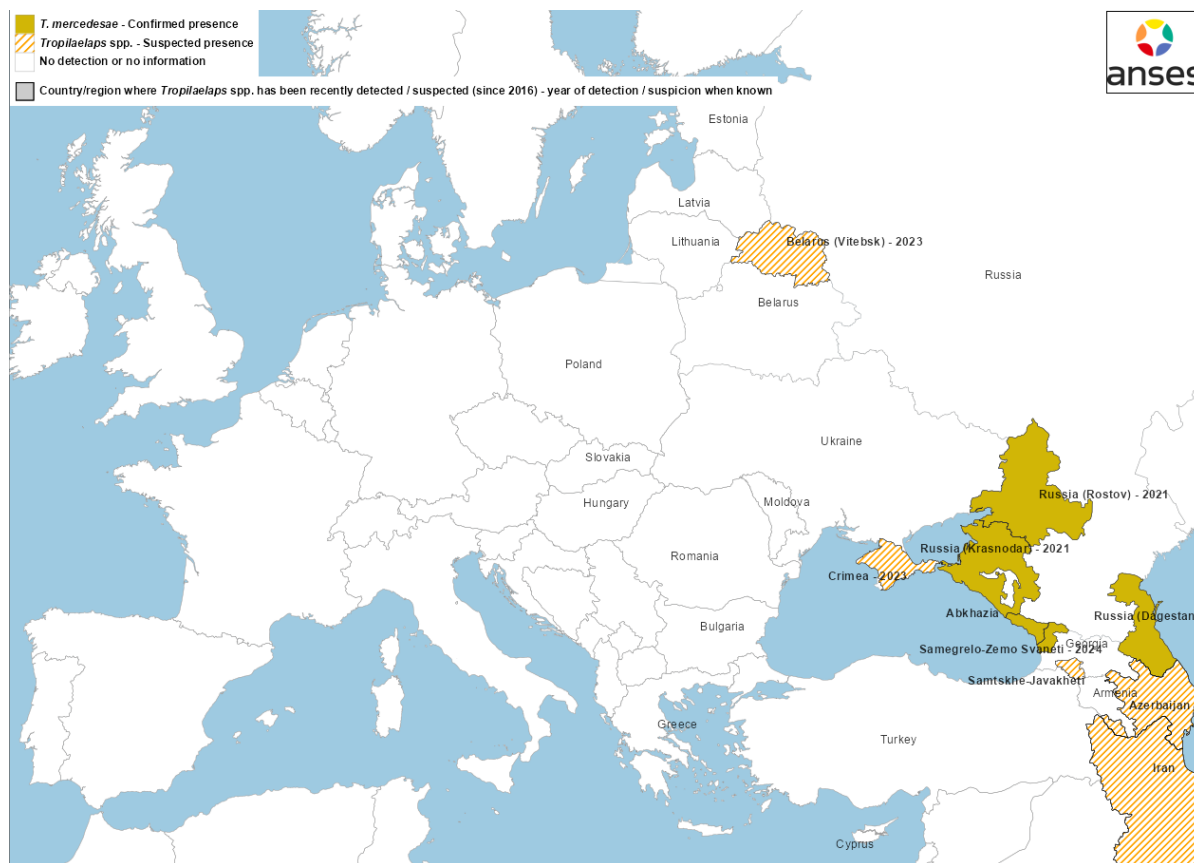 T. mercedesae - Confirmed presence
Tropilaelaps spp. - Suspected presence
No detection or no information
Country/region where Tropilaelaps spp. has been recently detected / suspected (since 2016) - year of detection / suspicion when known
anses
Estonia
Latvia
Lithuania
Belarus (Vitebsk) - 2023
Russia
Belarus
Poland
Ukraine
Slovakia
Russia (Rostov) - 2021
Hungary
Moldova
Russia (Krasnodar) - 2021
Romania
Crimea - 2023
Abkhazia
Russia (Dagestan
Bulgaria
Georgia
Samegrelo-Zemo Svaneti - 2024
Samtskhe-Javakheti
Armenia
Azerbaijan
Greece
Turkey
Iran
Cyprus